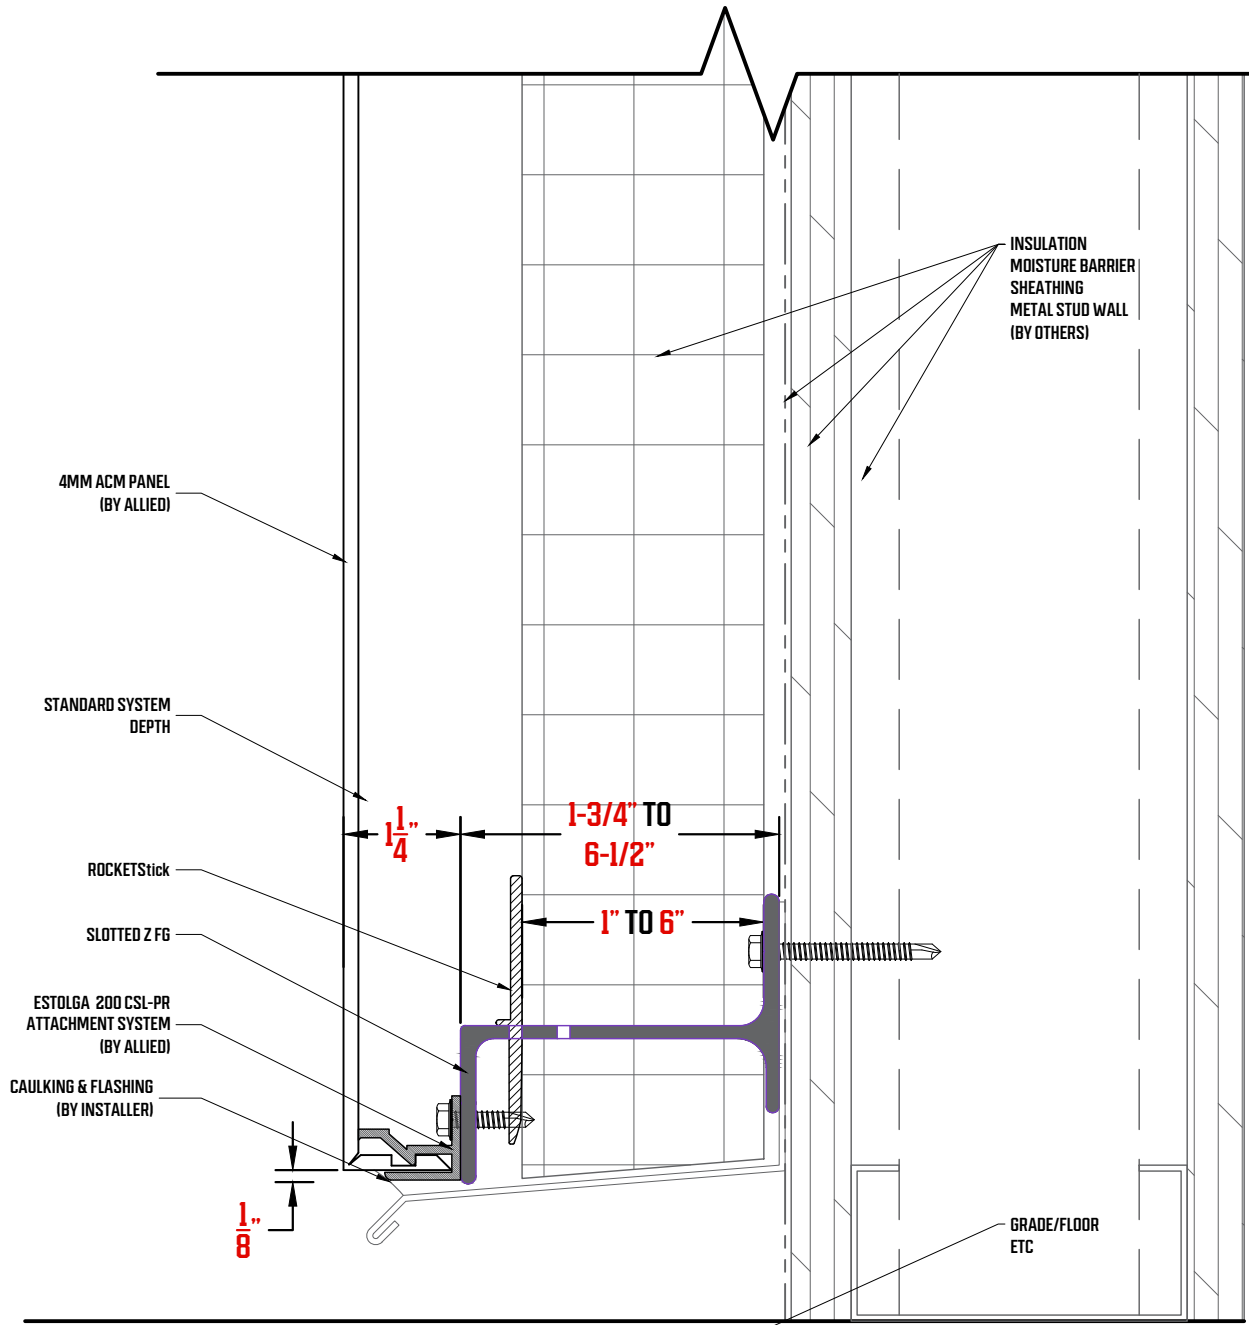 INSULATION
MOISTURE BARRIER
SHEATHING
METAL STUD WALL
(BY OTHERS)
4MM ACM PANEL
(BY ALLIED)
STANDARD SYSTEM
DEPTH
1 1/4"
1-3/4" TO
6-1/2"
ROCKETStick
1" TO 6"
SLOTTED Z FG
ESTOLGA 200 CSL-PR
ATTACHMENT SYSTEM
(BY ALLIED)
CAULKING & FLASHING
(BY INSTALLER)
1/8"
GRADE/FLOOR
ETC